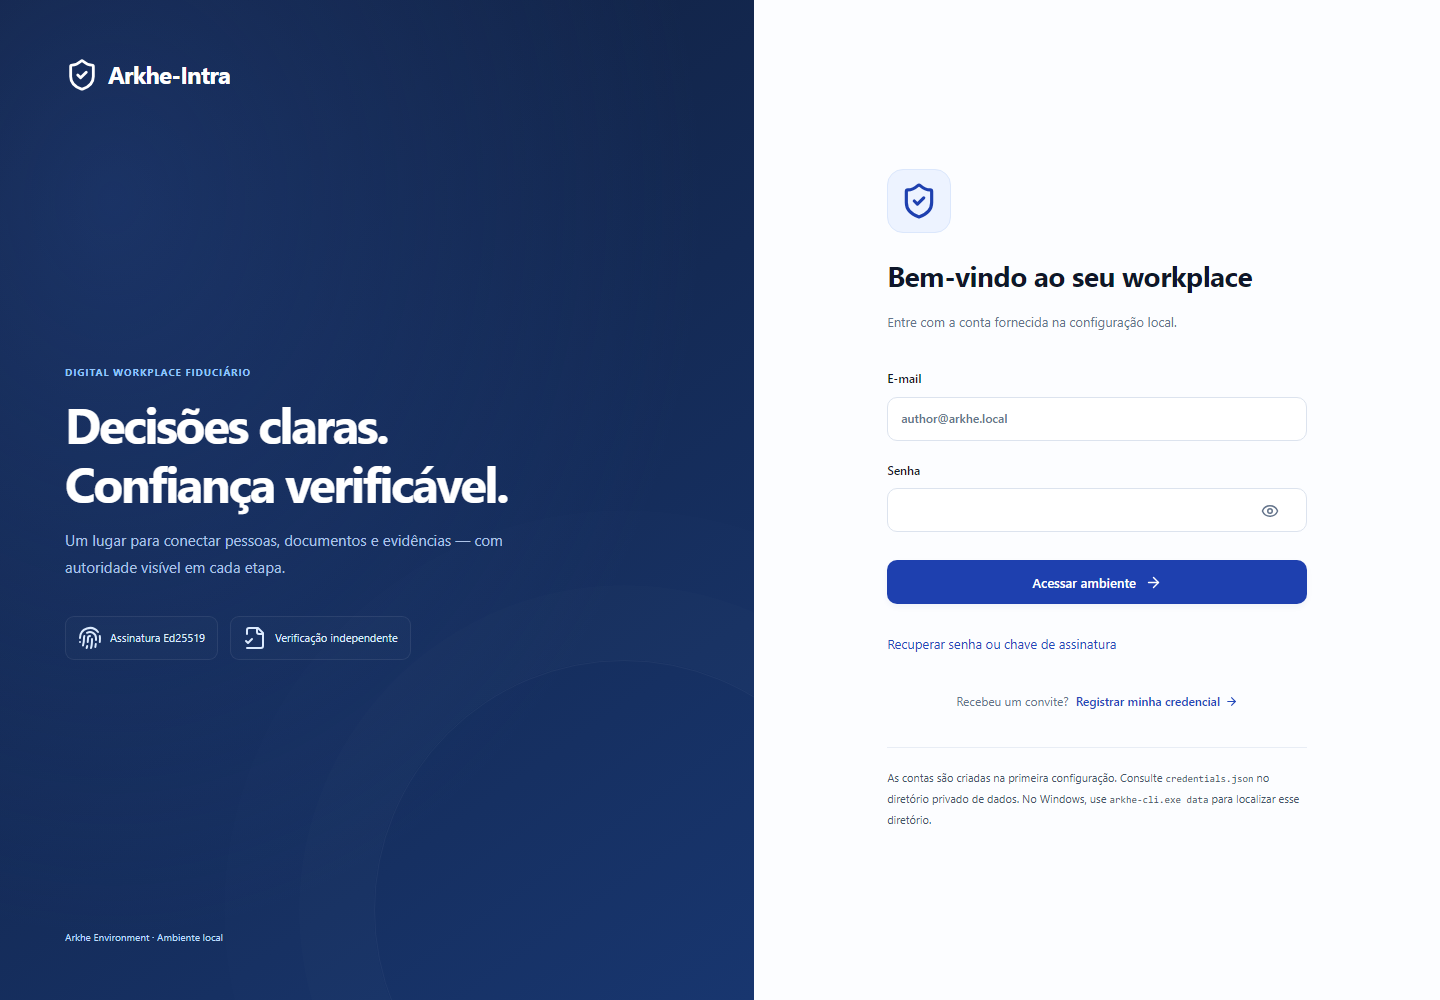 Arkhe-Intra
DIGITAL WORKPLACE FIDUCIÁRIO
Decisões claras.
Confiança verificável.
Um lugar para conectar pessoas, documentos e evidências — com
autoridade visível em cada etapa.
Assinatura Ed25519
Verificação independente
Arkhe Environment · Ambiente local
Bem-vindo ao seu workplace
Entre com a conta fornecida na configuração local.
E-mail
author@arkhe.local
Senha
Acessar ambiente
Recuperar senha ou chave de assinatura
Recebeu um convite? Registrar minha credencial
As contas são criadas na primeira configuração. Consulte credentials.json no
diretório privado de dados. No Windows, use arkhe-cli.exe data para localizar esse
diretório.